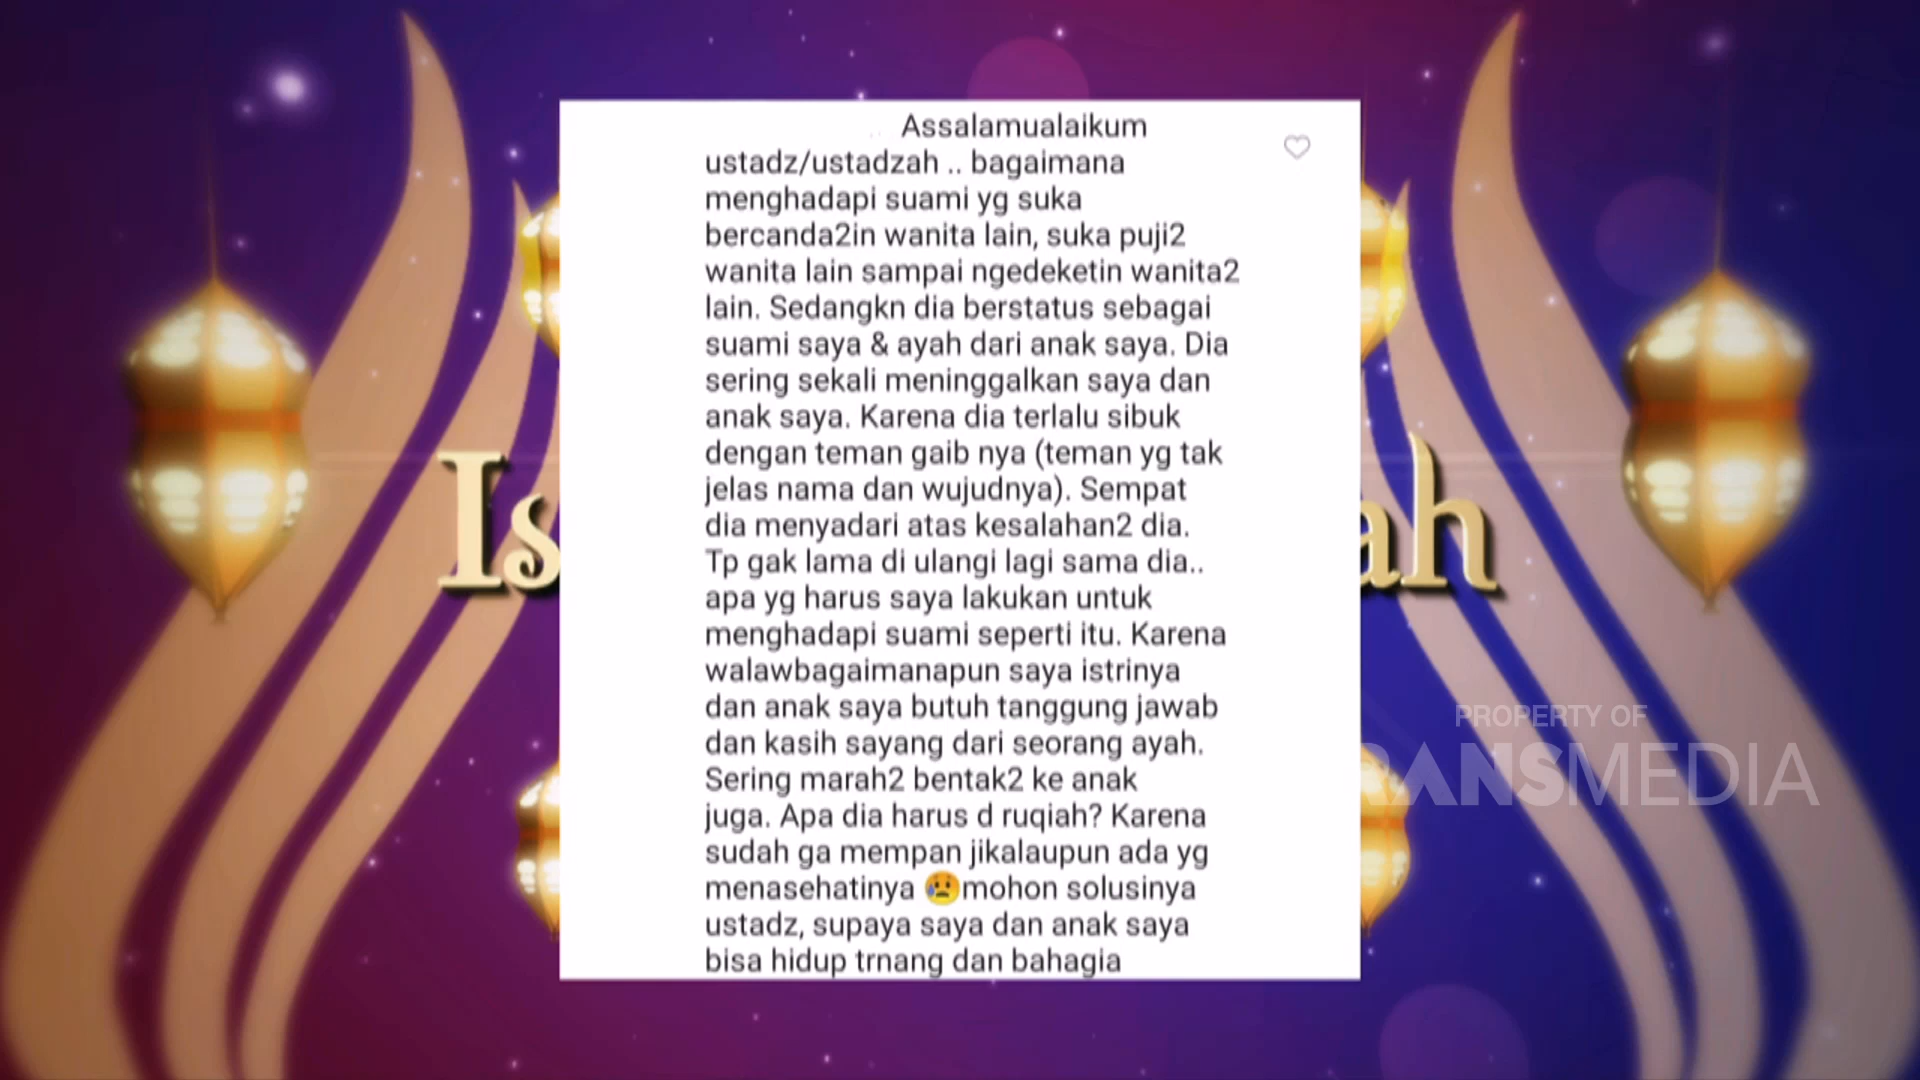 Assalamualaikum
ustadz/ustadzah .. bagaimana
menghadapi suami yg suka
bercanda2in wanita lain, suka puji2
wanita lain sampai ngedeketin wanita2
lain. Sedangkn dia berstatus sebagai
suami saya & ayah dari anak saya. Dia
sering sekali meninggalkan saya dan
anak saya. Karena dia terlalu sibuk
dengan teman gaib nya (teman yg tak
jelas nama dan wujudnya). Sempat
dia menyadari atas kesalahan2 dia.
Tp gak lama di ulangi lagi sama dia..
apa yg harus saya lakukan untuk
menghadapi suami seperti itu. Karena
walawbagaimanapun saya istrinya
dan anak saya butuh tanggung jawab
dan kasih sayang dari seorang ayah.
Sering marah2 bentak2 ke anak
juga. Apa dia harus d ruqiah? Karena
sudah ga mempan jikalaupun ada yg
menasehatinya 😥mohon solusinya
ustadz, supaya saya dan anak saya
bisa hidup trnang dan bahagia
Is
ah
PROPERTY OF
RANSMEDIA